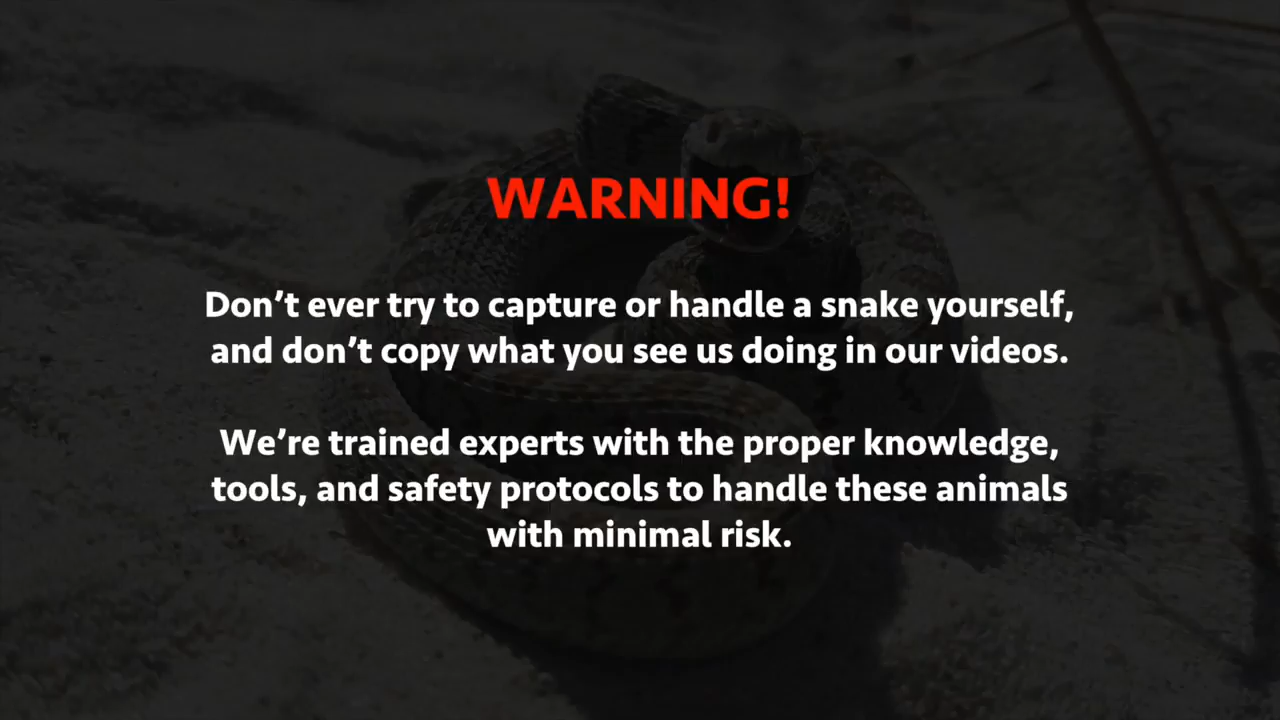 WARNING!
Don’t ever try to capture or handle a snake yourself,
and don’t copy what you see us doing in our videos.
We’re trained experts with the proper knowledge,
tools, and safety protocols to handle these animals
with minimal risk.